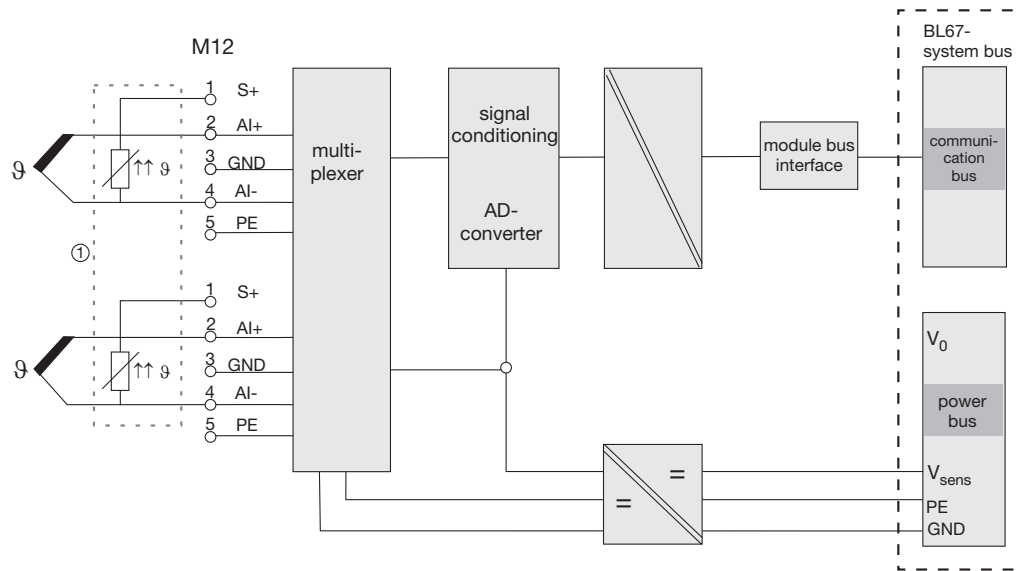 M12
1 S+
2 AI+
3 GND
4 AI-
5 PE
ϑ
↑↑ ϑ
①
1 S+
2 AI+
3 GND
4 AI-
5 PE
ϑ
↑↑ ϑ
multi-
plexer
signal
conditioning
AD-
converter
module bus
interface
=
=
BL67-
system bus
communi-
cation
bus
V0
power
bus
Vsens
PE
GND